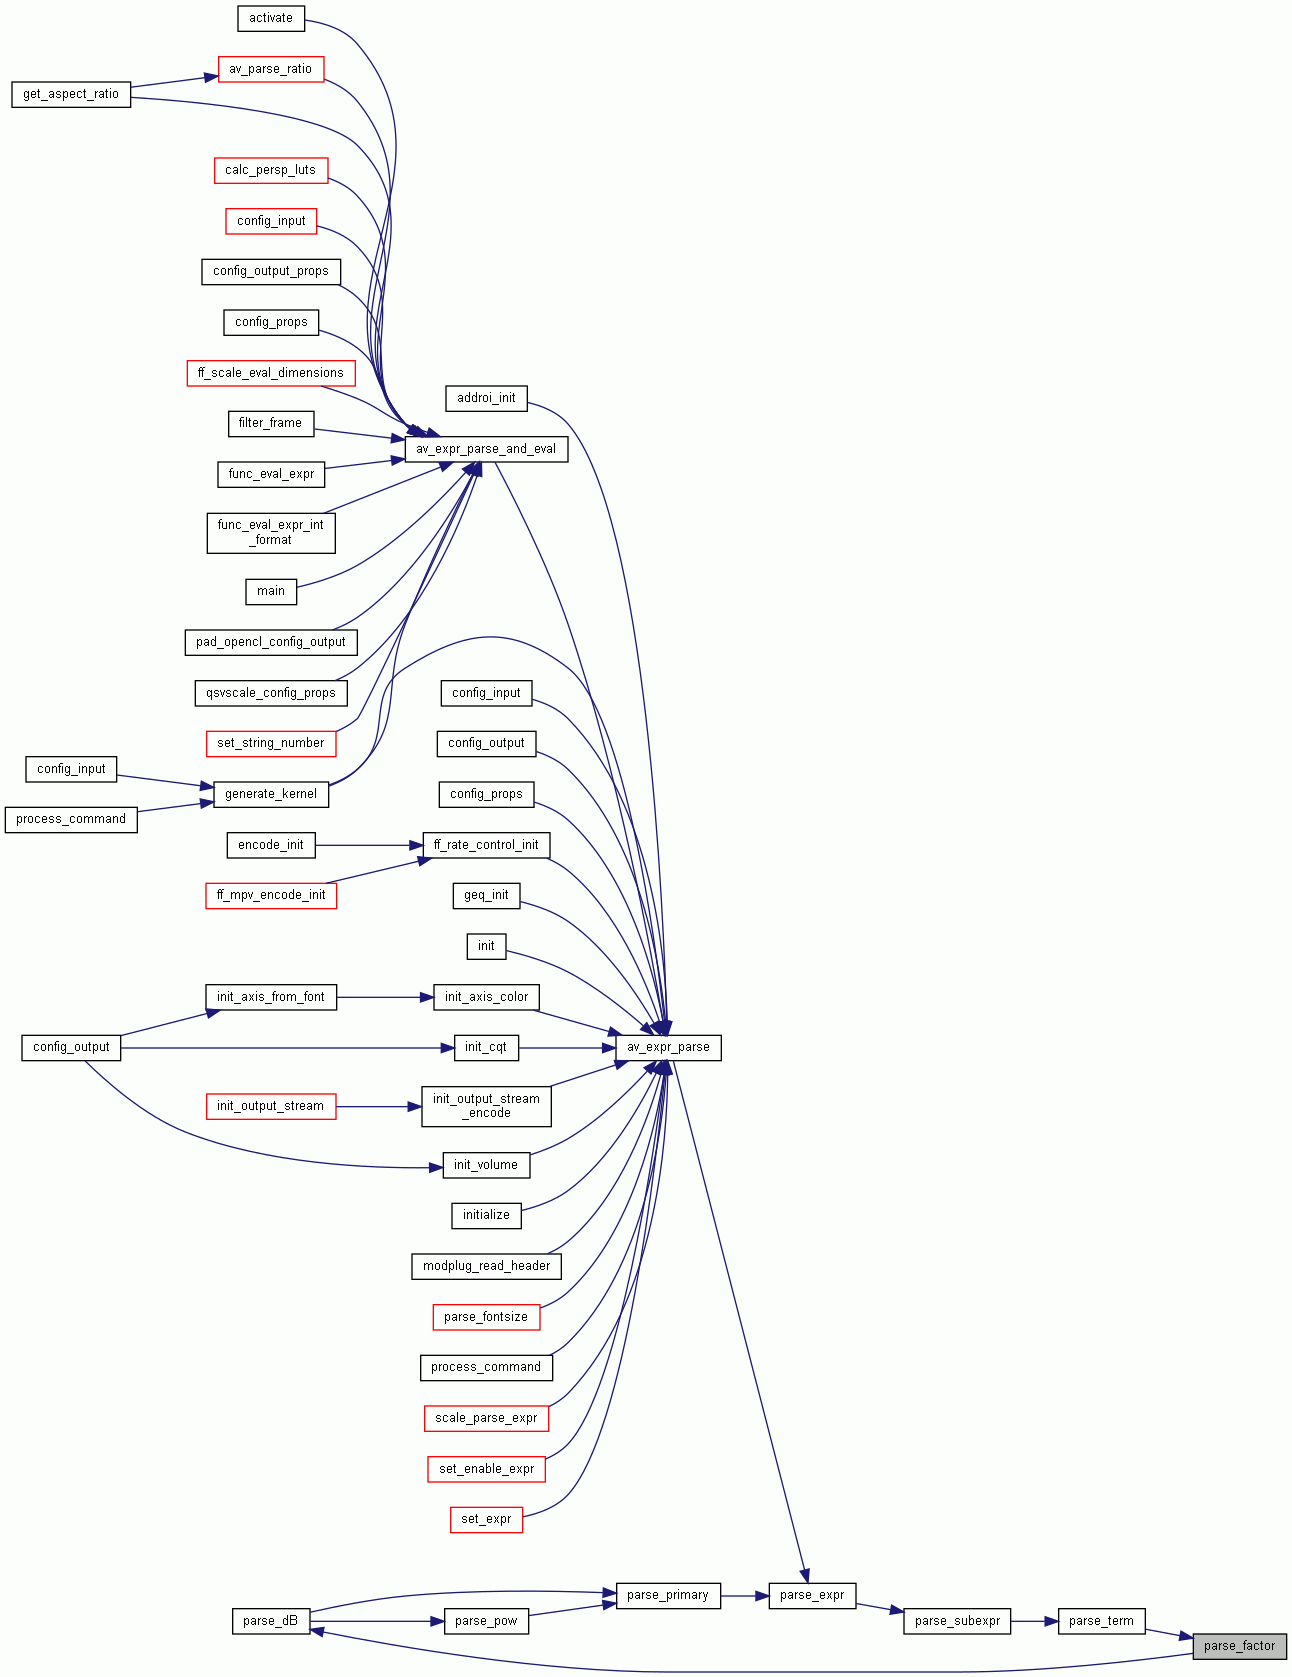 activate
av_parse_ratio
get_aspect_ratio
calc_persp_luts
config_input
config_output_props
config_props
ff_scale_eval_dimensions
addroi_init
filter_frame
av_expr_parse_and_eval
func_eval_expr
func_eval_expr_int
_format
main
pad_opencl_config_output
qsvscale_config_props
config_input
set_string_number
config_output
config_input
generate_kernel
config_props
process_command
encode_init
ff_rate_control_init
ff_mpv_encode_init
geq_init
init
init_axis_from_font
init_axis_color
config_output
init_cqt
av_expr_parse
init_output_stream
init_output_stream
_encode
init_volume
initialize
modplug_read_header
parse_fontsize
process_command
scale_parse_expr
set_enable_expr
set_expr
parse_primary
parse_expr
parse_dB
parse_pow
parse_subexpr
parse_term
parse_factor